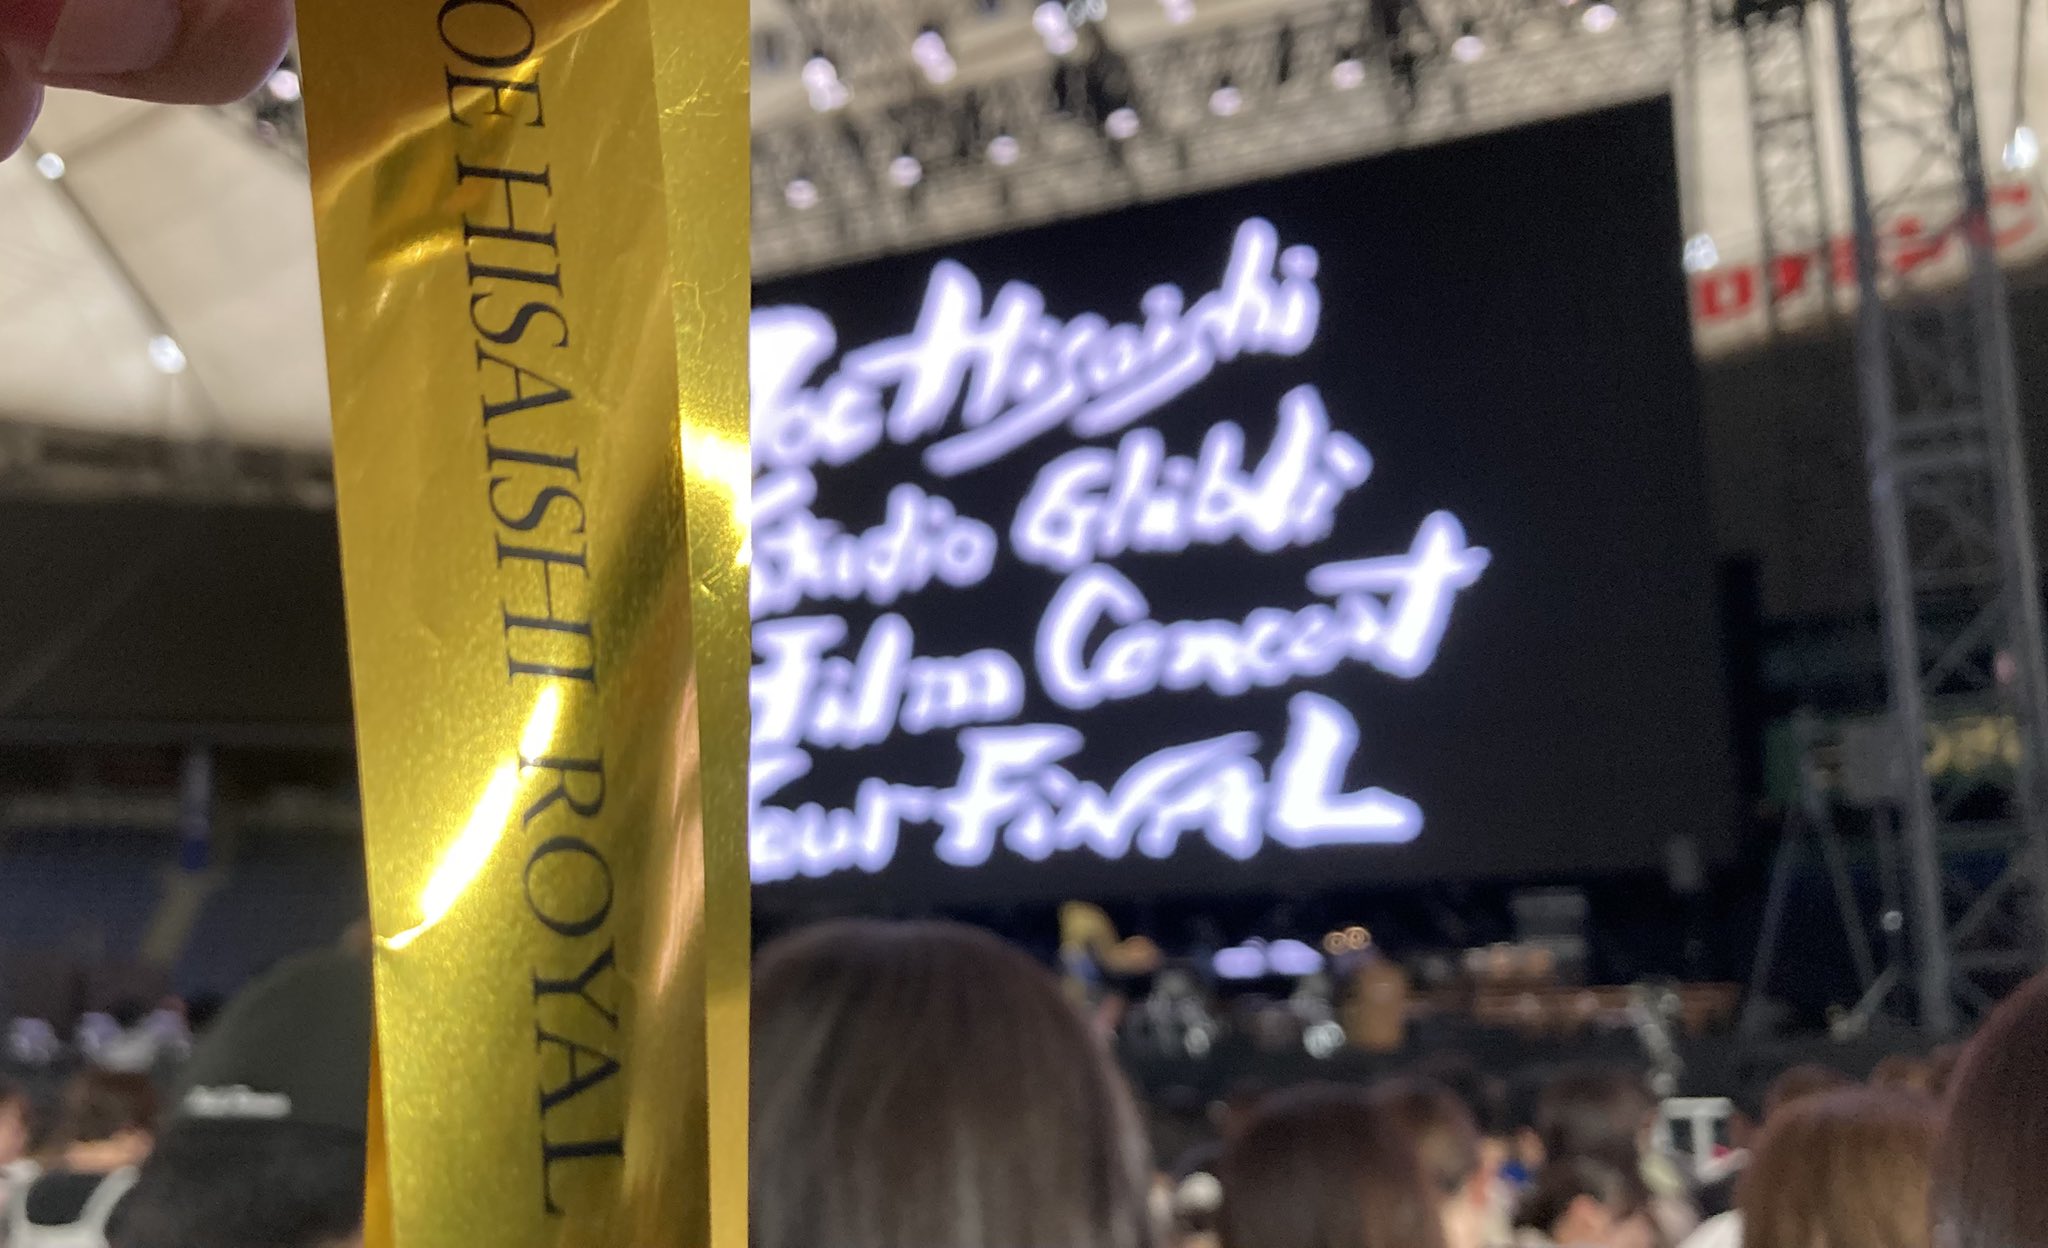 OE HISAISHI ROYAL
Joe Hisaishi
Studio Ghibli
Film Concert
Tour FiNAL